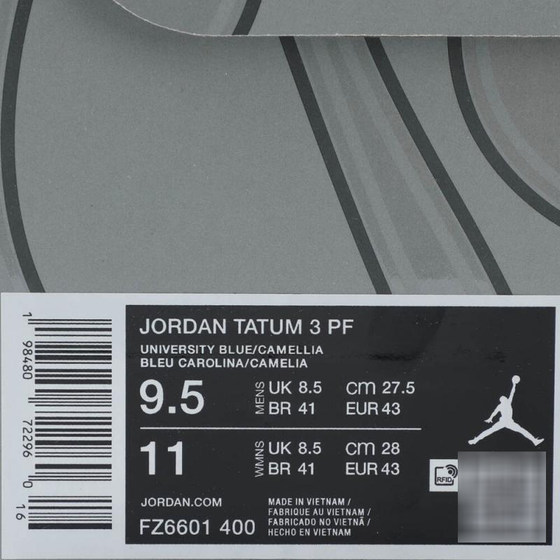 JORDAN TATUM 3 PF
UNIVERSITY BLUE/CAMELLIA
BLEU CAROLINA/CAMELIA
9.5 MENS UK 8.5 cm 27.5
BR 41 EUR 43
11 WMNS UK 8.5 cm 28
BR 41 EUR 43
RFID
JORDAN.COM
FZ6601 400
MADE IN VIETNAM /
FABRIQUE AU VIETNAM /
FABRICADO NO VIETNÃ /
HECHO EN VIETNAM
1 98480 72296 0 16